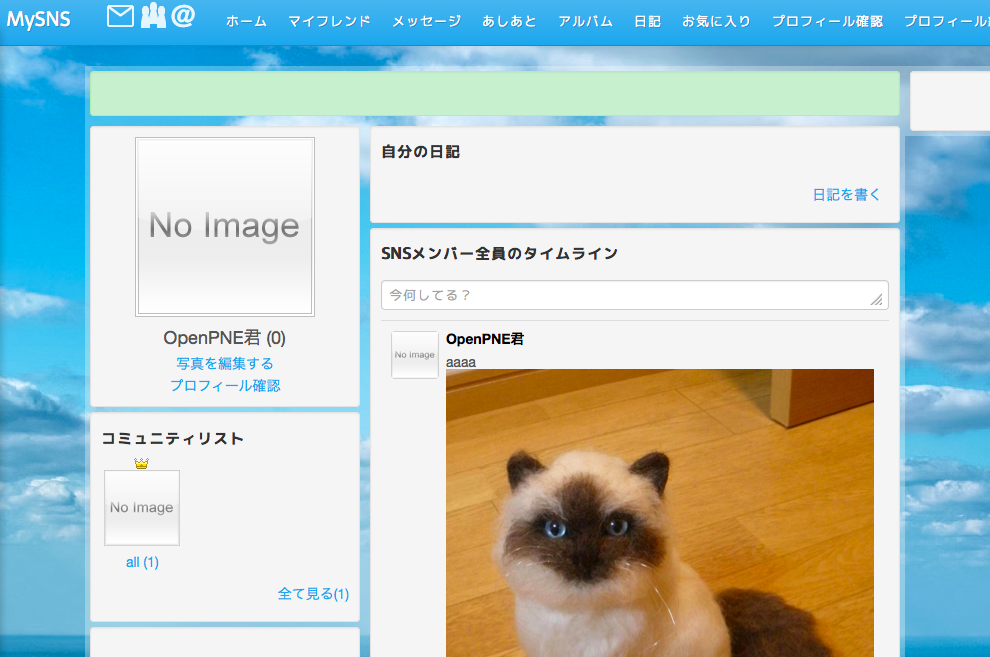 MySNS
@
ホーム マイフレンド メッセージ あしあと アルバム 日記 お気に入り プロフィール確認 プロフィール
自分の日記
No Image
日記を書く
SNSメンバー全員のタイムライン
今何してる？
OpenPNE君 (0)
写真を編集する
プロフィール確認
No Image
OpenPNE君
aaaa
コミュニティリスト
No Image
all (1)
全て見る(1)